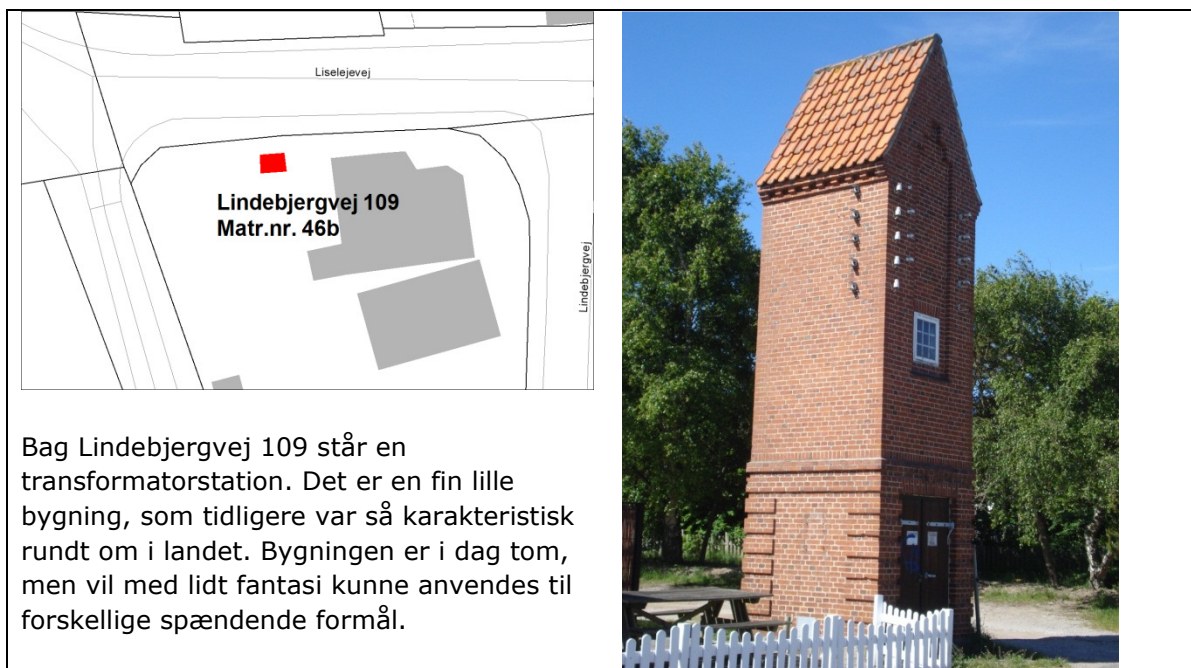 Liselejevej
Lindebjergvej 109
Matr.nr. 46b
Lindebjergvej
Bag Lindebjergvej 109 står en
transformatorstation. Det er en fin lille
bygning, som tidligere var så karakteristisk
rundt om i landet. Bygningen er i dag tom,
men vil med lidt fantasi kunne anvendes til
forskellige spændende formål.